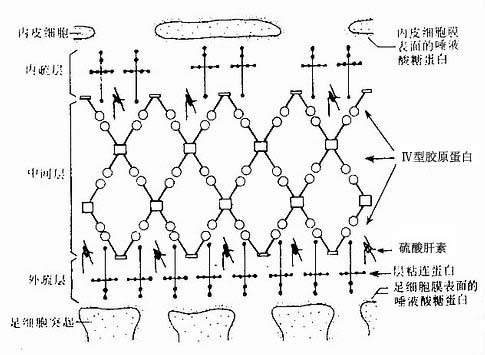 内皮细胞
内皮细胞膜
表面的唾液
酸糖蛋白
内疏层
中间层
IV型胶原蛋白
硫酸肝素
层粘连蛋白
外疏层
足细胞膜表面的
唾液酸糖蛋白
足细胞突起